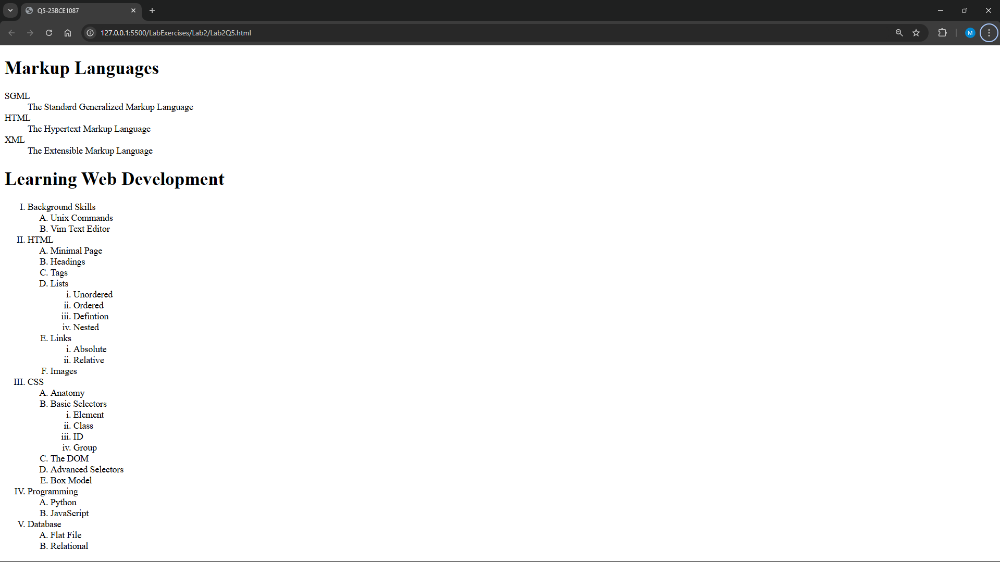 Q5-23BCE1087
127.0.0.1:5500/LabExercises/Lab2/Lab2Q5.html
M
Markup Languages
SGML
The Standard Generalized Markup Language
HTML
The Hypertext Markup Language
XML
The Extensible Markup Language
Learning Web Development
I. Background Skills
A. Unix Commands
B. Vim Text Editor
II. HTML
A. Minimal Page
B. Headings
C. Tags
D. Lists
i. Unordered
ii. Ordered
iii. Defintion
iv. Nested
E. Links
i. Absolute
ii. Relative
F. Images
III. CSS
A. Anatomy
B. Basic Selectors
i. Element
ii. Class
iii. ID
iv. Group
C. The DOM
D. Advanced Selectors
E. Box Model
IV. Programming
A. Python
B. JavaScript
V. Database
A. Flat File
B. Relational